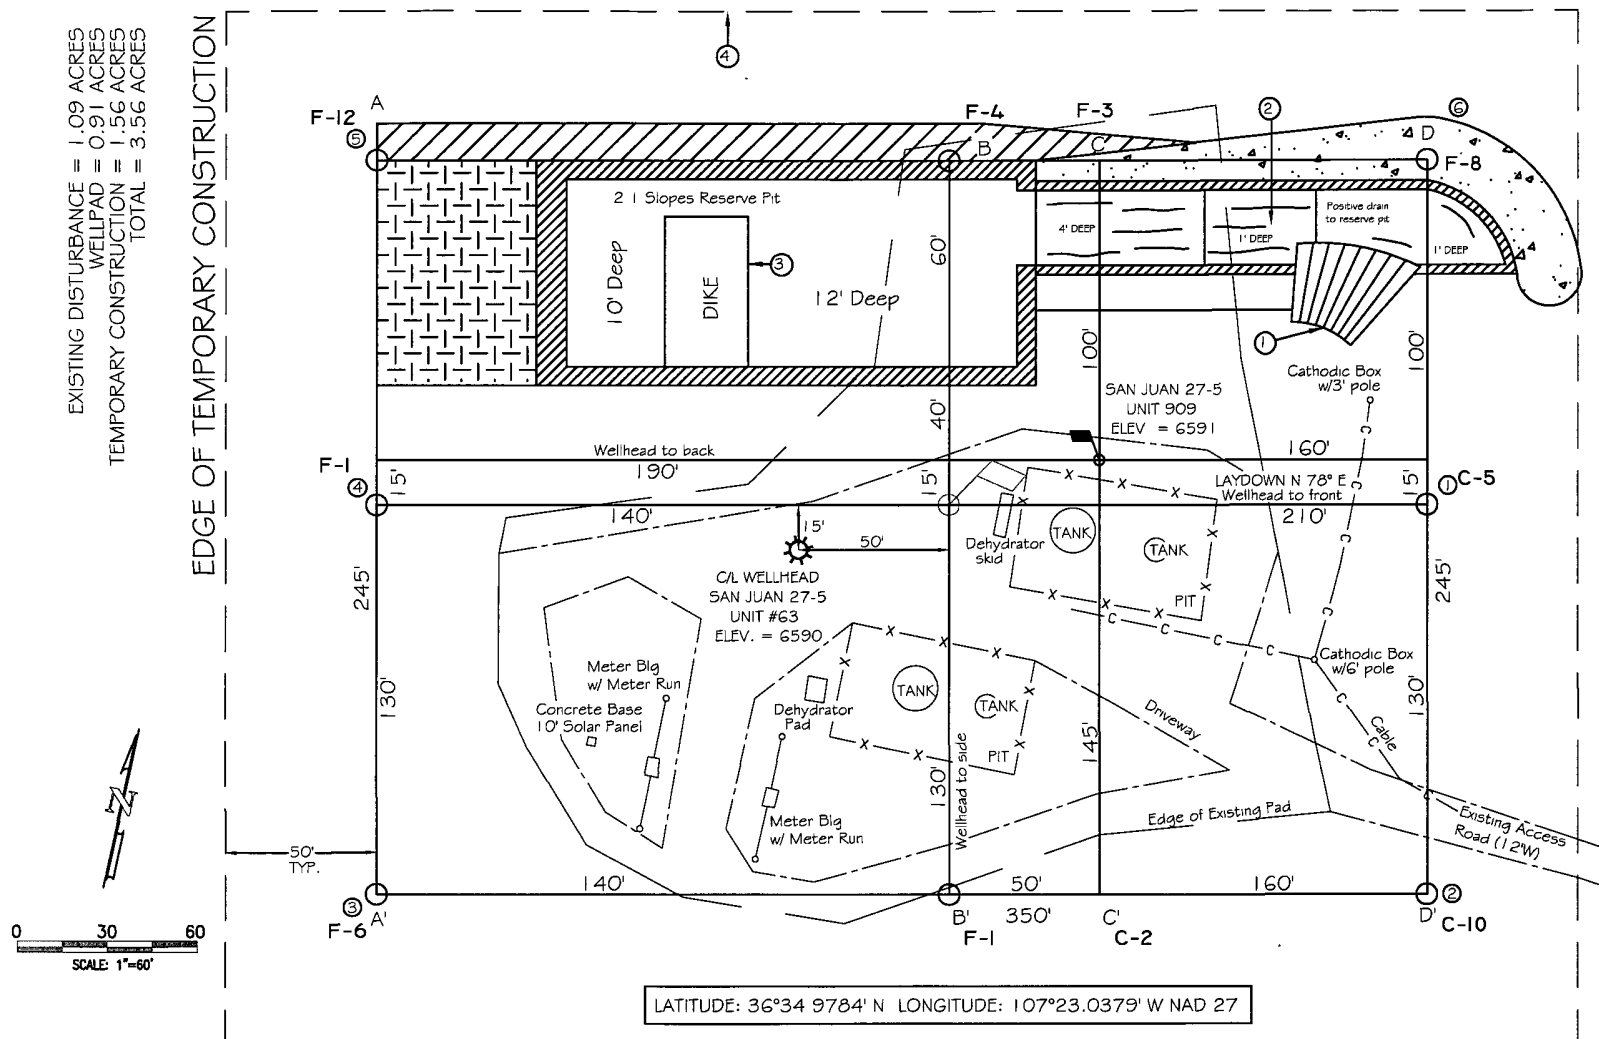 EXISTING DISTURBANCE = 1.09 ACRES
WELLPAD = 0.91 ACRES
TEMPORARY CONSTRUCTION = 1.56 ACRES
TOTAL = 3.56 ACRES
EDGE OF TEMPORARY CONSTRUCTION
4
A
F-12
5
F-4
F-3
2
6
B
C'
D
F-8
2 1 Slopes Reserve Pit
10' Deep
DIKE
3
12' Deep
60'
4' DEEP
1' DEEP
Positive drain
to reserve pit
1' DEEP
1
100'
100'
Cathodic Box
w/3' pole
C
SAN JUAN 27-5
UNIT 909
ELEV = 6591
40'
Wellhead to back
190'
160'
F-1
4
15'
15'
15'
LAYDOWN N 78° E
Wellhead to front
1
C-5
140'
210'
15'
50'
Dehydrator
skid
TANK
TANK
PIT
C/L WELLHEAD
SAN JUAN 27-5
UNIT #63
ELEV. = 6590
245'
245'
Cathodic Box
w/6' pole
Meter Blg
w/ Meter Run
Concrete Base
10' Solar Panel
Dehydrator
Pad
TANK
TANK
PIT
Driveway
Cable
130'
130'
130'
145'
Wellhead to side
Meter Blg
w/ Meter Run
Edge of Existing Pad
Existing Access
Road (12'W)
50'
TYP.
N
140'
50'
160'
3
A'
F-6
B'
350'
C'
D'
2
F-1
C-2
C-10
0 30 60
SCALE: 1"=60'
LATITUDE: 36°34 9784' N LONGITUDE: 107°23.0379' W NAD 27